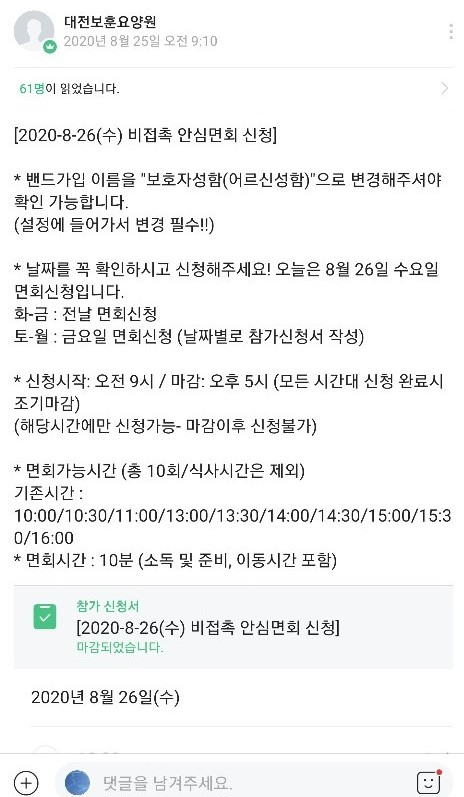 대전보훈요양원
2020년 8월 25일 오전 9:10
61명이 읽었습니다.
[2020-8-26(수) 비접촉 안심면회 신청]
* 밴드가입 이름을 "보호자성함(어르신성함)"으로 변경해주셔야
확인 가능합니다.
(설정에 들어가서 변경 필수!!)
* 날짜를 꼭 확인하시고 신청해주세요! 오늘은 8월 26일 수요일
면회신청입니다.
화-금 : 전날 면회신청
토-월 : 금요일 면회신청 (날짜별로 참가신청서 작성)
* 신청시작: 오전 9시 / 마감: 오후 5시 (모든 시간대 신청 완료시
조기마감)
(해당시간에만 신청가능- 마감이후 신청불가)
* 면회가능시간 (총 10회/식사시간은 제외)
기존시간 :
10:00/10:30/11:00/13:00/13:30/14:00/14:30/15:00/15:3
0/16:00
* 면회시간 : 10분 (소독 및 준비, 이동시간 포함)
참가 신청서
[2020-8-26(수) 비접촉 안심면회 신청]
마감되었습니다.
2020년 8월 26일(수)
댓글을 남겨주세요.